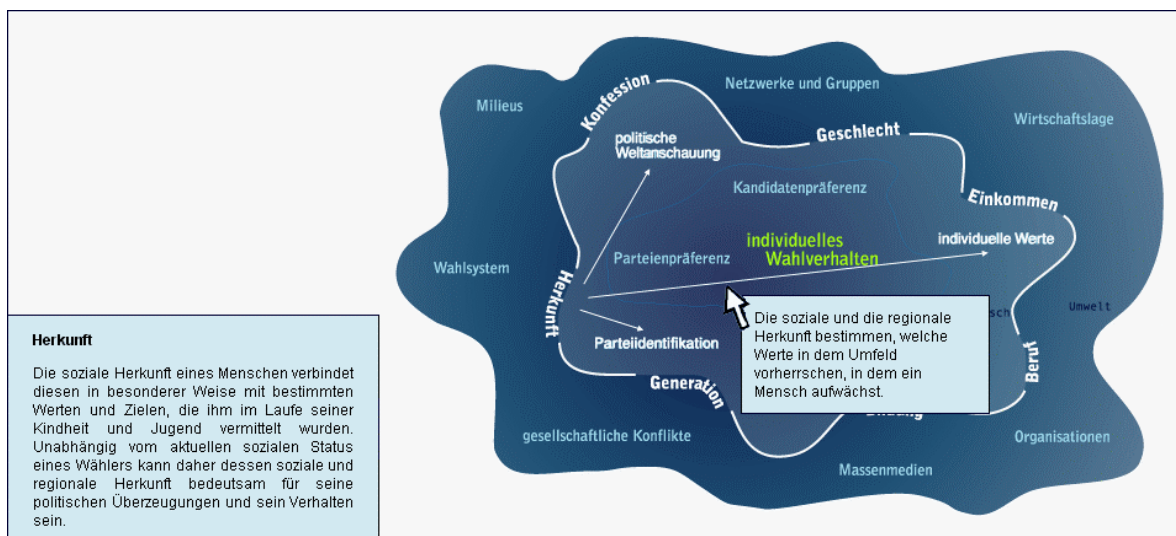 Netzwerke und Gruppen
Milieus
Konfession
Wirtschaftslage
Geschlecht
politische
Weltanschauung
Kandidatenpräferenz
Einkommen
individuelles
Wahlverhalten
individuelle Werte
Parteienpräferenz
Wahlsystem
Herkunft
Umwelt
Die soziale und die regionale
Herkunft bestimmen, welche
Werte in dem Umfeld
vorherrschen, in dem ein
Mensch aufwächst.
Parteiidentifikation
Beruf
Generation
gesellschaftliche Konflikte
Organisationen
Massenmedien
Herkunft
Die soziale Herkunft eines Menschen verbindet
diesen in besonderer Weise mit bestimmten
Werten und Zielen, die ihm im Laufe seiner
Kindheit und Jugend vermittelt wurden.
Unabhängig vom aktuellen sozialen Status
eines Wählers kann daher dessen soziale und
regionale Herkunft bedeutsam für seine
politischen Überzeugungen und sein Verhalten
sein.